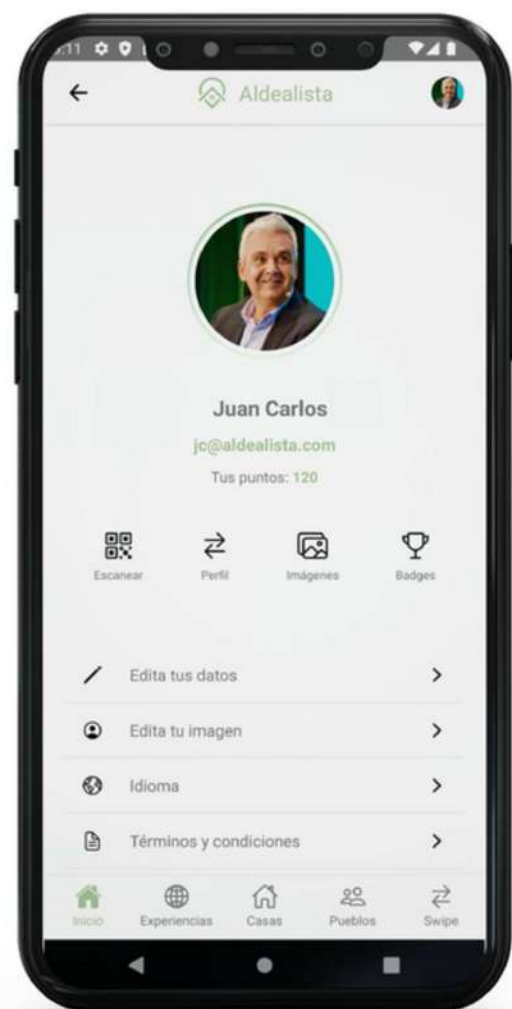 :11
Aldealista
Juan Carlos
jc@aldealista.com
Tus puntos: 120
Escanear Perfil Imágenes Badges
Edita tus datos
Edita tu imagen
Idioma
Términos y condiciones
Inicio Experiencias Casas Pueblos Swipe